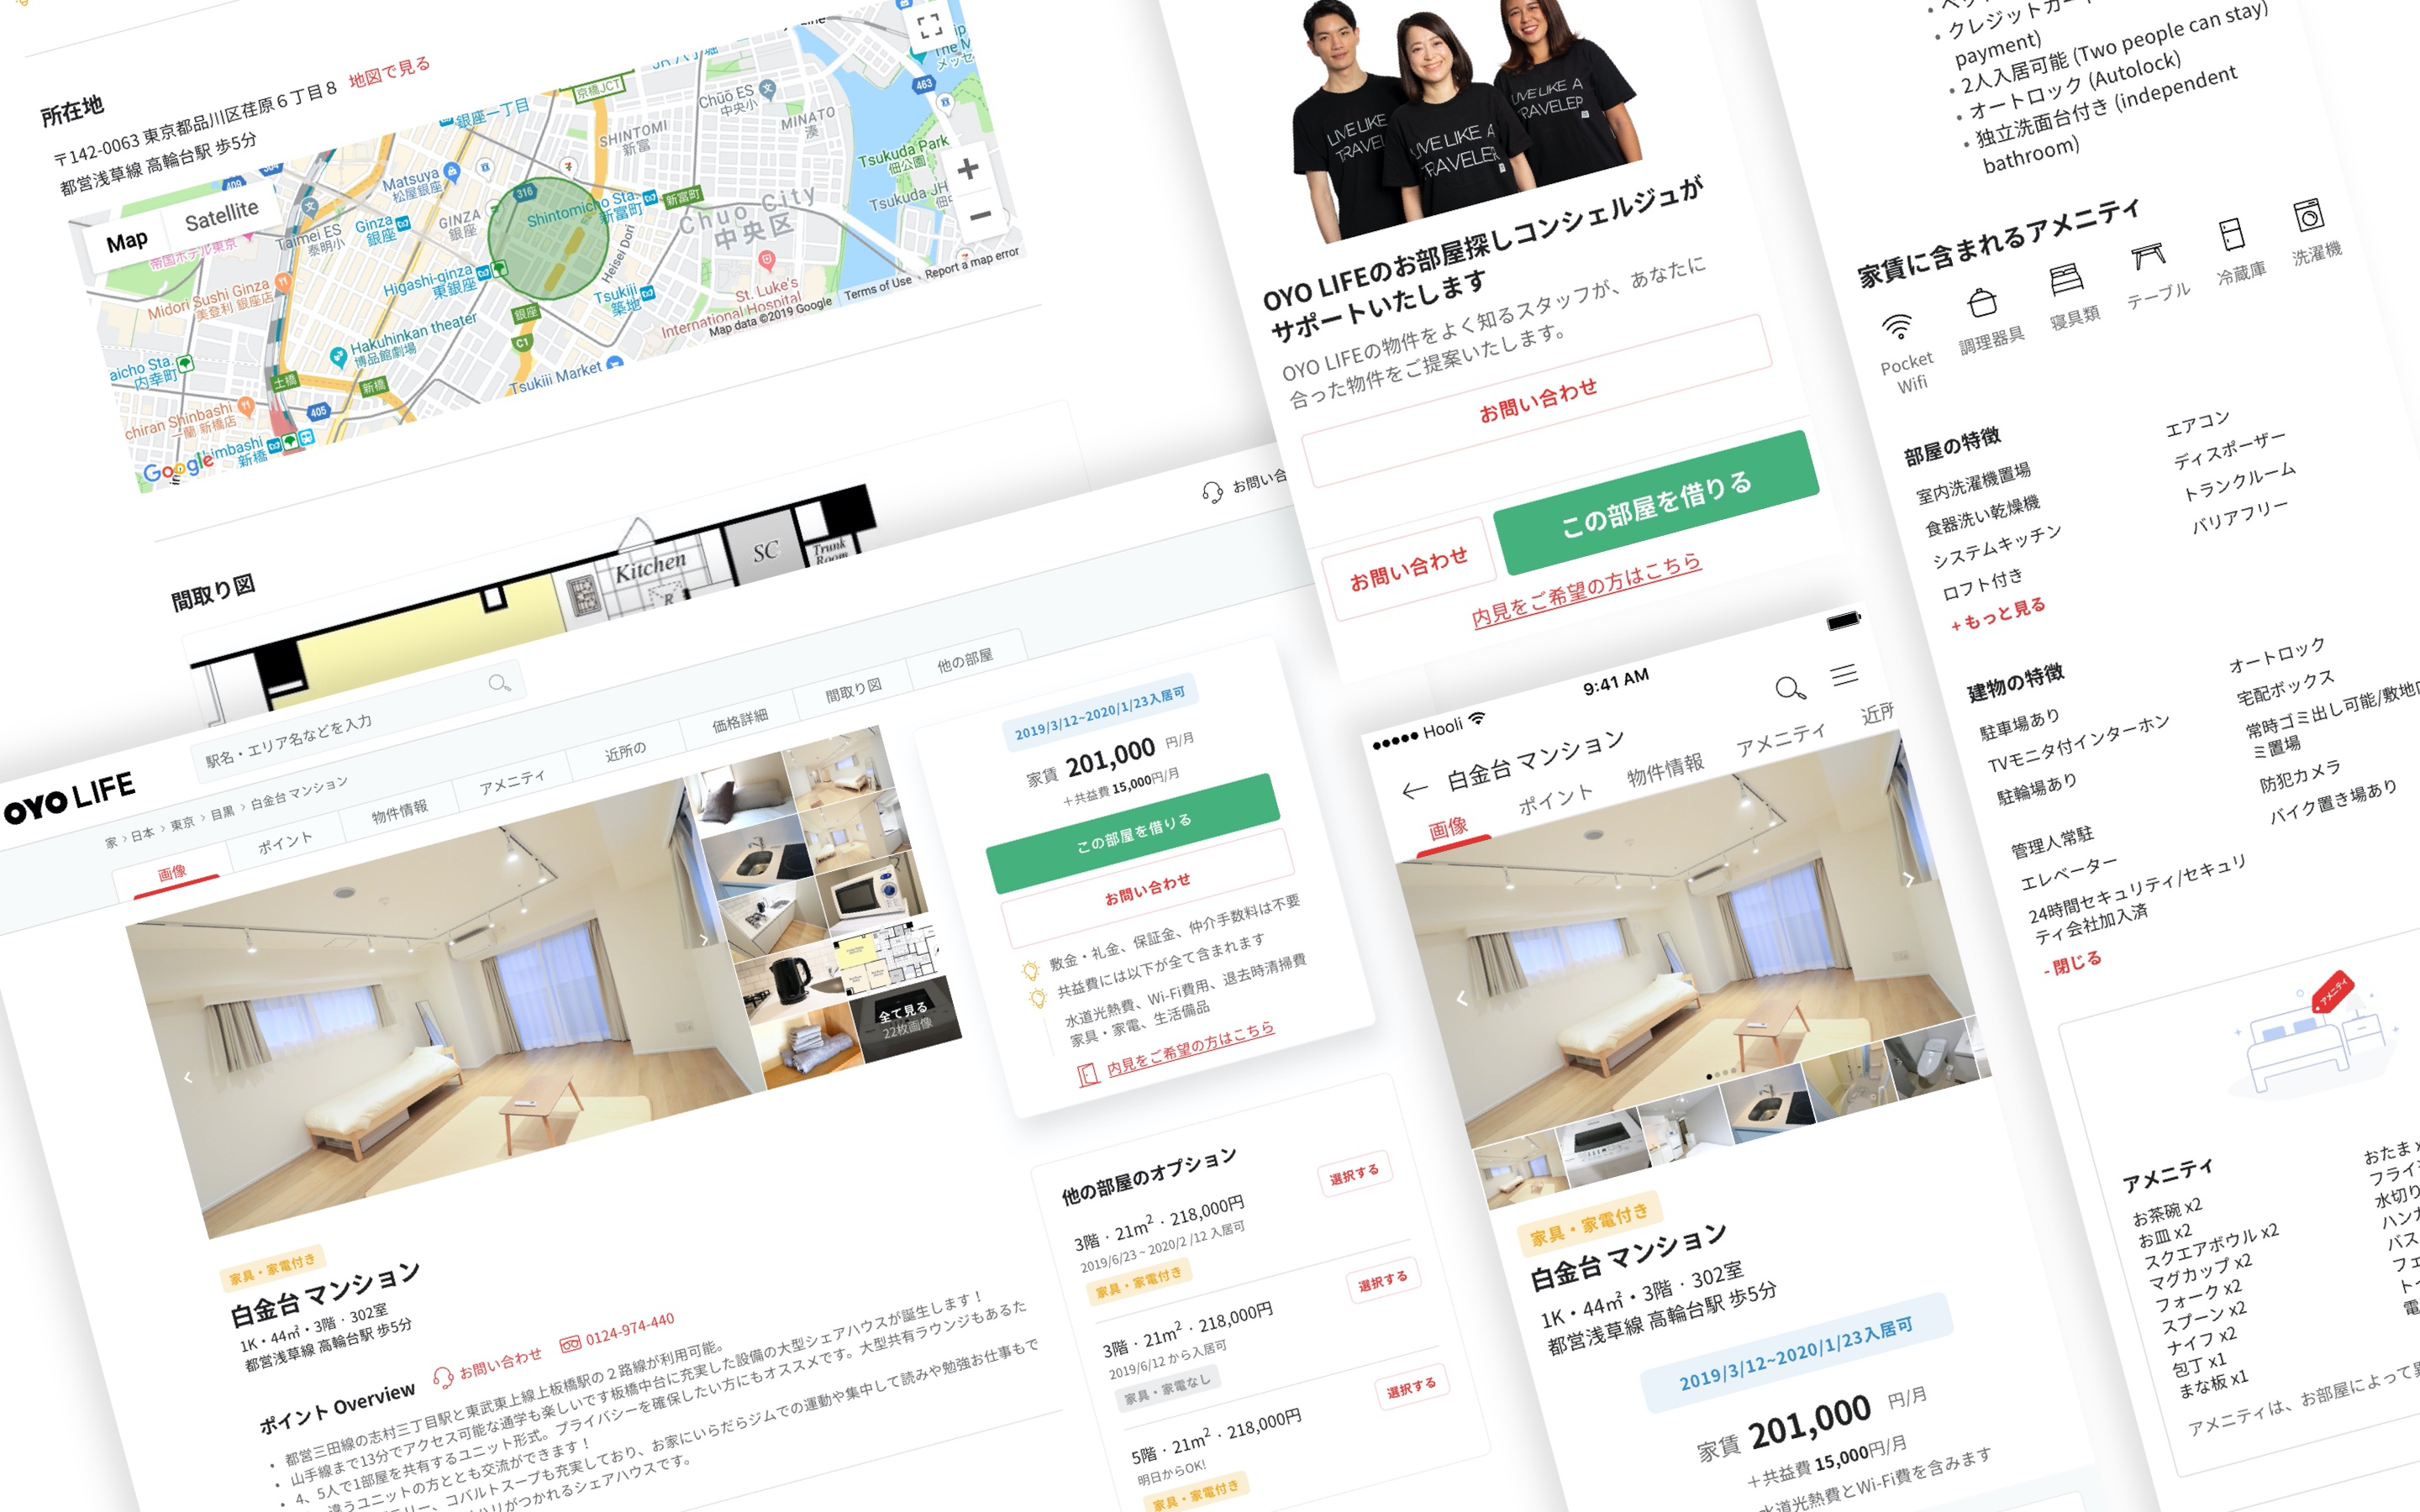 所在地
〒142-0063 東京都品川区荏原６丁目８ 地図で見る
都営浅草線 高輪台駅 歩5分
Map
Satellite
銀座一丁目
京橋JCT
SHINTOMI
新富
Chūō ES
中央小
MINATO
湊
463
Tsukuda Park
佃公園
Tsukuda JH
Matsuya
松屋銀座
Ginza
銀座
GINZA
銀座
316
Shintomicho Sta.
新富町
新富町
Chuo City
中央区
Taimei ES
泰明小
帝国ホテル東京
Higashi-ginza
東銀座
Heisei Dori
Midori Sushi Ginza
美登利 銀座店
Tsukiji
築地
St. Luke's
International Hospital
Hakuhinkan theater
博品館劇場
銀座
C1
Tsukiji Market
aicho Sta.
内幸町
土橋
新橋
405
chiran Shinbashi
一蘭 新橋店
himbashi
新橋
Google
Map data ©2019 Google
Terms of Use
Report a map error
間取り図
Kitchen
SC
Trunk
Room
R
OYO LIFE
駅名・エリア名などを入力
お問い合
家 › 日本 › 東京 › 目黒 › 白金台 マンション
画像
ポイント
物件情報
アメニティ
近所の
価格詳細
間取り図
他の部屋
全て見る
22枚画像
2019/3/12~2020/1/23入居可
家賃 201,000 円/月
＋共益費 15,000円/月
この部屋を借りる
お問い合わせ
敷金・礼金、保証金、仲介手数料は不要
共益費には以下が全て含まれます
水道光熱費、Wi-Fi費用、退去時清掃費
家具・家電、生活備品
内見をご希望の方はこちら
家具・家電付き
白金台 マンション
1K・44㎡・3階・302室
都営浅草線 高輪台駅 歩5分
お問い合わせ
0124-974-440
ポイント Overview
• 都営三田線の志村三丁目駅と東武東上線上板橋駅の２路線が利用可能。
• 山手線まで13分でアクセス可能な通学も楽しいです板橋中台に充実した設備の大型シェアハウスが誕生します！
• 4、5人で1部屋を共有するユニット形式。プライバシーを確保したい方にもオススメです。大型共有ラウンジもあるた
違うユニットの方とも交流ができます！
リー、コバルトスープも充実しており、お家にいらだらジムでの運動や集中して読みや勉強お仕事もで
ハリがつかれるシェアハウスです。
他の部屋のオプション
3階・21m²・218,000円
2019/6/23 ~ 2020/2 /12 入居可
家具・家電付き
選択する
3階・21m²・218,000円
2019/6/12 から入居可
家具・家電なし
選択する
5階・21m²・218,000円
明日からOK!
家具・家電付き
選択する
LIVE LIKE
TRAVEL
LIVE LIKE A
TRAVELER
LIVE LIKE A
TRAVELER
OYO LIFEのお部屋探しコンシェルジュが
サポートいたします
OYO LIFEの物件をよく知るスタッフが、あなたに
合った物件をご提案いたします。
お問い合わせ
お問い合わせ
この部屋を借りる
内見をご希望の方はこちら
Hooli
9:41 AM
白金台 マンション
画像
ポイント
物件情報
アメニティ
近所
家具・家電付き
白金台 マンション
1K・44㎡・3階・302室
都営浅草線 高輪台駅 歩5分
2019/3/12~2020/1/23入居可
家賃 201,000 円/月
＋共益費 15,000円/月
水道光熱費とWi-Fi費を含みます
payment)
• 2人入居可能 (Two people can stay)
• オートロック (Autolock)
• 独立洗面台付き (independent
bathroom)
家賃に含まれるアメニティ
Pocket
Wifi
調理器具
寝具類
テーブル
冷蔵庫
洗濯機
部屋の特徴
室内洗濯機置場
食器洗い乾燥機
システムキッチン
ロフト付き
エアコン
ディスポーザー
トランクルーム
バリアフリー
+ もっと見る
建物の特徴
駐車場あり
TVモニタ付インターホン
駐輪場あり
管理人常駐
エレベーター
24時間セキュリティ/セキュリ
ティ会社加入済
オートロック
宅配ボックス
常時ゴミ出し可能/敷地内
ミ置場
防犯カメラ
バイク置き場あり
- 閉じる
アメニティ
アメニティ
お茶碗 x2
お皿 x2
スクエアボウル x2
マグカップ x2
フォーク x2
スプーン x2
ナイフ x2
包丁 x1
まな板 x1
おたま
フライ
水切り
ハンガ
バス
フェ
電
アメニティは、お部屋によって